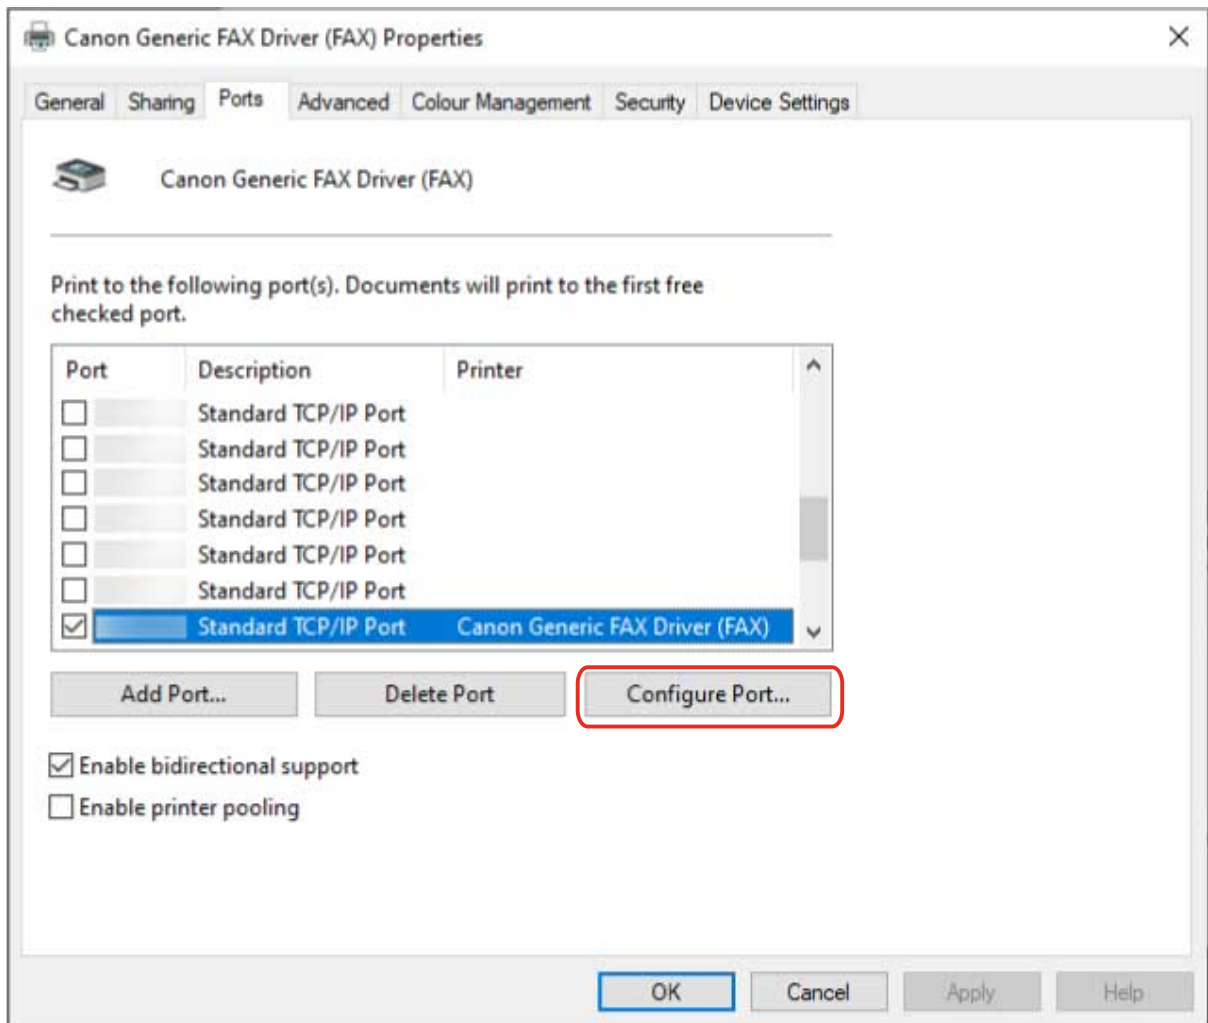 Canon Generic FAX Driver (FAX) Properties
General Sharing Ports Advanced Colour Management Security Device Settings
Canon Generic FAX Driver (FAX)
Print to the following port(s). Documents will print to the first free
checked port.
Port Description Printer
Standard TCP/IP Port
Standard TCP/IP Port
Standard TCP/IP Port
Standard TCP/IP Port
Standard TCP/IP Port
Standard TCP/IP Port
Standard TCP/IP Port Canon Generic FAX Driver (FAX)
Add Port... Delete Port Configure Port...
Enable bidirectional support
Enable printer pooling
OK Cancel Apply Help